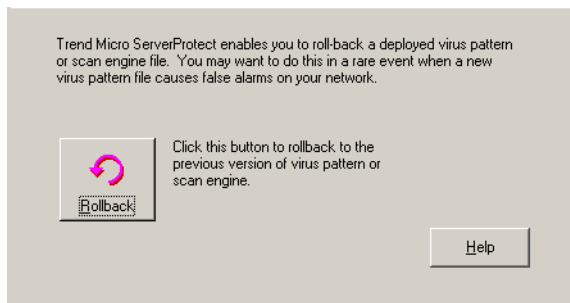 Trend Micro ServerProtect enables you to roll-back a deployed virus pattern
or scan engine file.  You may want to do this in a rare event when a new
virus pattern file causes false alarms on your network.
Click this button to rollback to the
previous version of virus pattern or
scan engine.
Rollback
Help